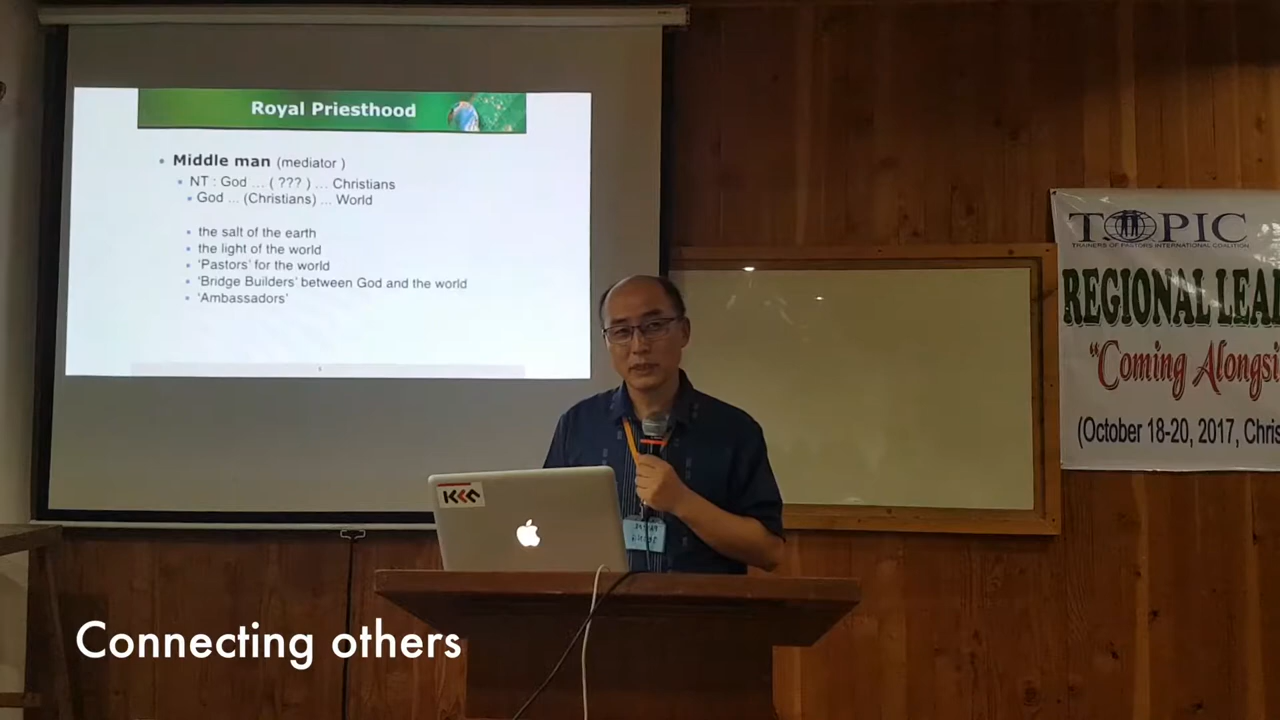 Royal Priesthood
Middle man (mediator )
NT : God ... ( ??? ) ... Christians
God ... (Christians) ... World
the salt of the earth
the light of the world
'Pastors' for the world
'Bridge Builders' between God and the world
'Ambassadors'
TOPIC
TRAINERS OF PASTORS INTERNATIONAL COALITION
REGIONAL LEA
"Coming Alongsi
(October 18-20, 2017, Chris
Connecting others